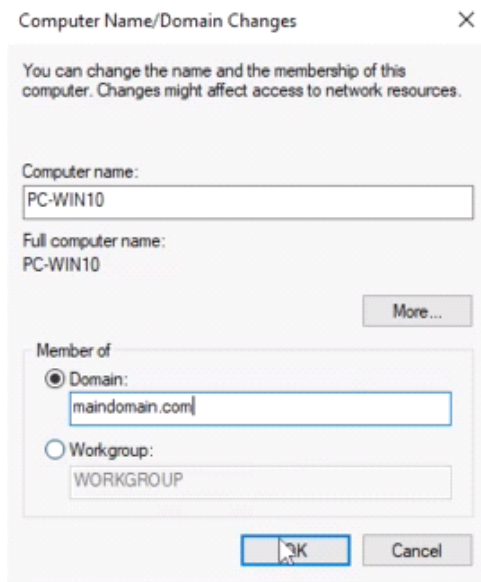 Computer Name/Domain Changes
You can change the name and the membership of this
computer. Changes might affect access to network resources.
Computer name:
PC-WIN10
Full computer name:
PC-WIN10
More...
Member of
Domain:
maindomain.com
Workgroup:
WORKGROUP
OK
Cancel